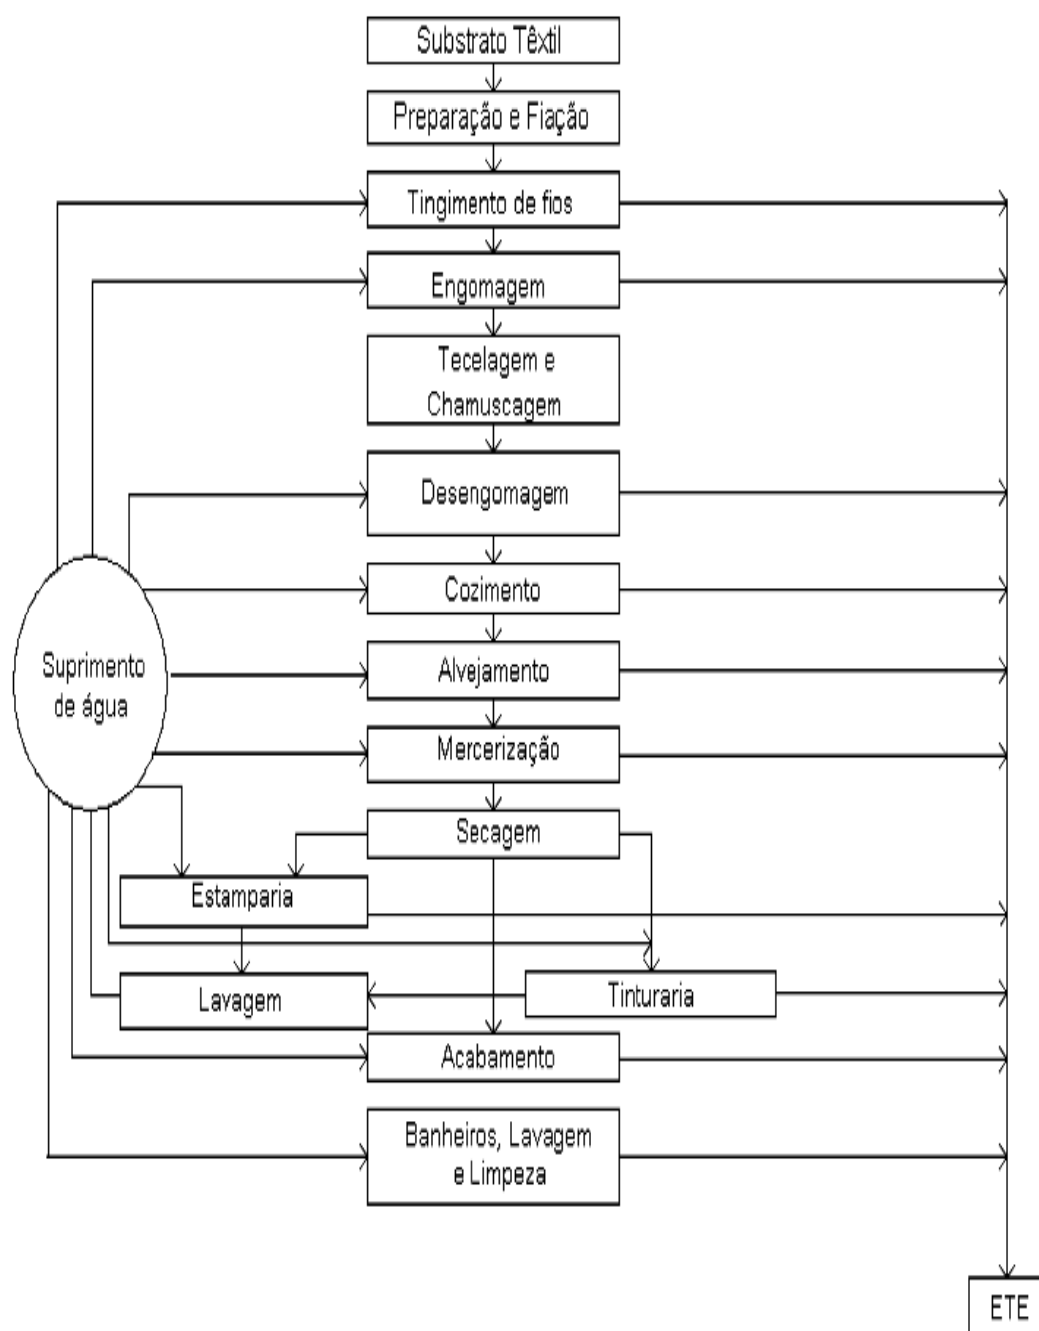 Substrato Têxtil
Preparação e Fiação
Tingimento de fios
Engomagem
Tecelagem e
Chamuscagem
Desengomagem
Cozimento
Suprimento
de água
Alvejamento
Mercerização
Secagem
Estamparia
Lavagem
Tinturaria
Acabamento
Banheiros, Lavagem
e Limpeza
ETE